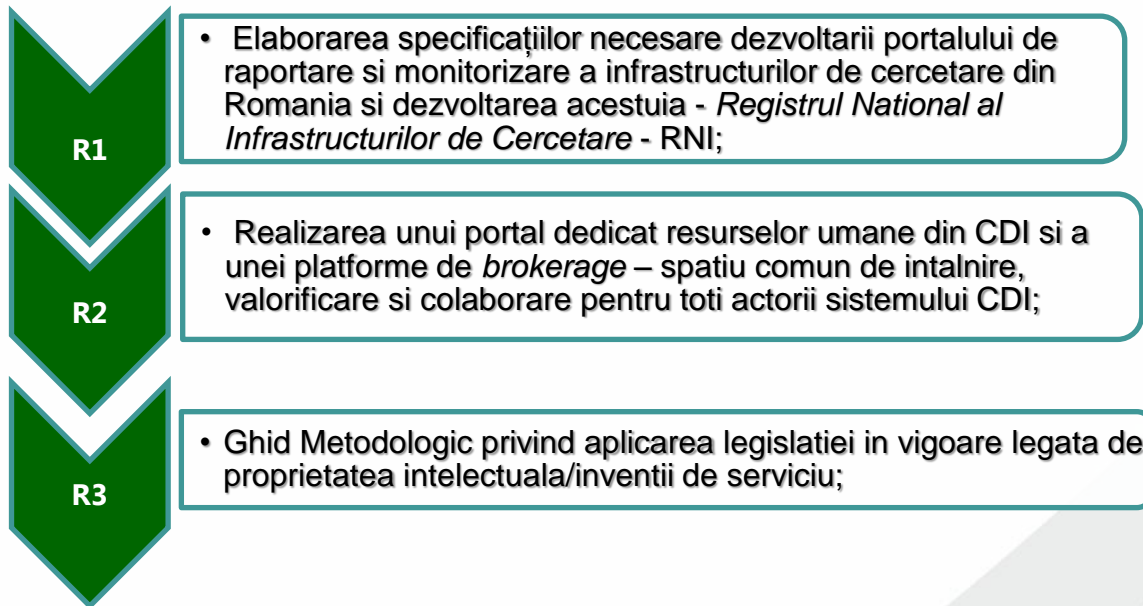 R1
• Elaborarea specificațiilor necesare dezvoltarii portalului de
raportare si monitorizare a infrastructurilor de cercetare din
Romania si dezvoltarea acestuia - Registrul National al
Infrastructurilor de Cercetare - RNI;
R2
• Realizarea unui portal dedicat resurselor umane din CDI si a
unei platforme de brokerage – spatiu comun de intalnire,
valorificare si colaborare pentru toti actorii sistemului CDI;
R3
• Ghid Metodologic privind aplicarea legislatiei in vigoare legata de
proprietatea intelectuala/inventii de serviciu;